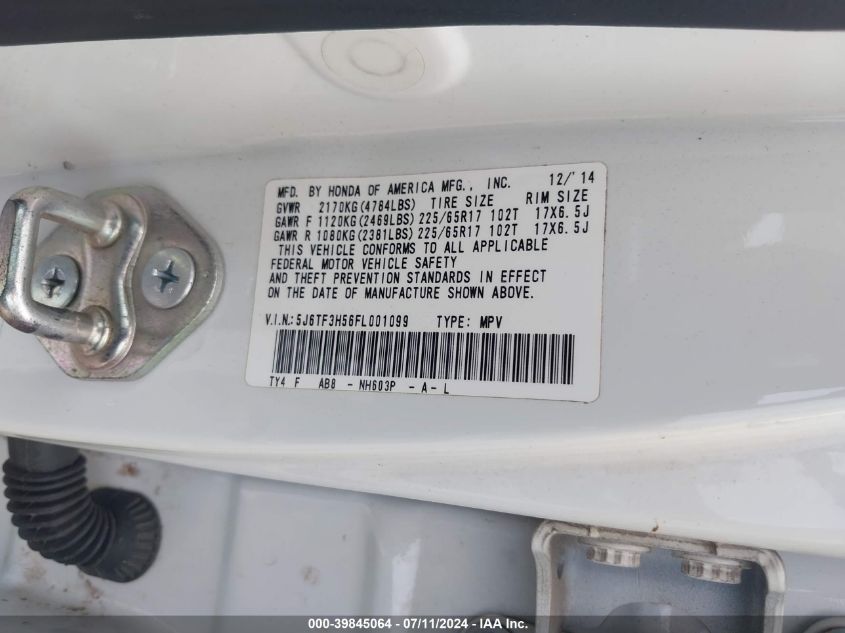 MFD. BY HONDA OF AMERICA MFG., INC. 12/'14
GVWR 2170KG(4784LBS) TIRE SIZE RIM SIZE
GAWR F 1120KG(2469LBS) 225/65R17 102T 17X6.5J
GAWR R 1080KG(2381LBS) 225/65R17 102T 17X6.5J
THIS VEHICLE CONFORMS TO ALL APPLICABLE
FEDERAL MOTOR VEHICLE SAFETY
AND THEFT PREVENTION STANDARDS IN EFFECT
ON THE DATE OF MANUFACTURE SHOWN ABOVE.
V.I.N.: 5J6TF3H56FL001099 TYPE: MPV
TY4 F AB8 - NH603P - A - L
000-39845064 - 07/11/2024 - IAA Inc.